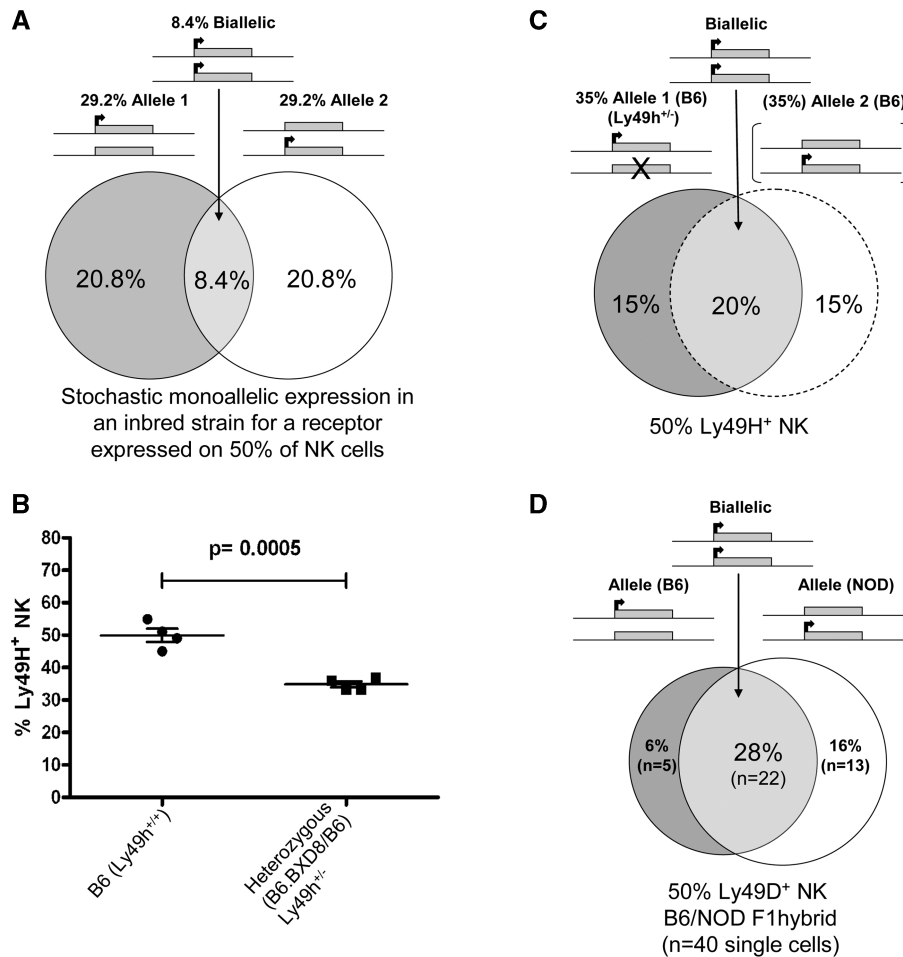 A
8.4% Biallelic
29.2% Allele 1
29.2% Allele 2
20.8%
8.4%
20.8%
Stochastic monoallelic expression in
an inbred strain for a receptor
expressed on 50% of NK cells
B
p= 0.0005
% Ly49H+ NK
80
70
60
50
40
30
20
10
0
B6 (Ly49h+/+)
Heterozygous
(B6.BXD8/B6)
Ly49h+/-
C
Biallelic
35% Allele 1 (B6)
(Ly49h+/-)
(35%) Allele 2 (B6)
X
15%
20%
15%
50% Ly49H+ NK
D
Biallelic
Allele (B6)
Allele (NOD)
6%
(n=5)
28%
(n=22)
16%
(n=13)
50% Ly49D+ NK
B6/NOD F1hybrid
(n=40 single cells)